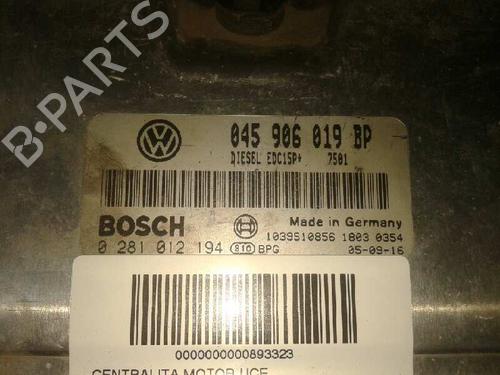 B-PARTS
045 906 019 BP
DIESEL EDC15P+ 7501
BOSCH
Made in Germany
1039S10856 1803 0354
0 281 012 194 810 BPG 05-09-16
0000000000893323
CENTRALITA MOTOR UCE